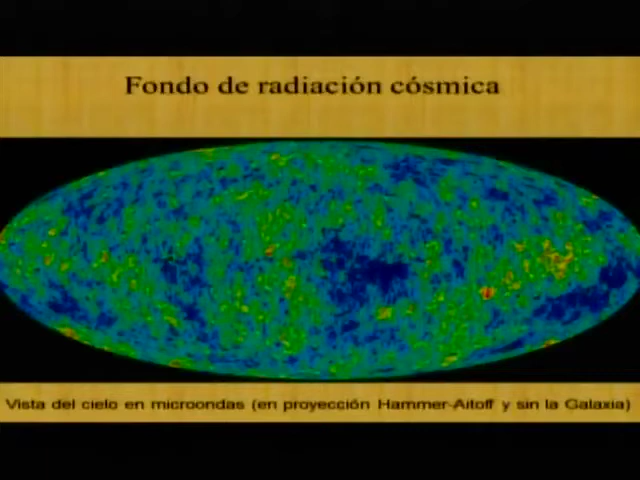 Fondo de radiación cósmica
Vista del cielo en microondas (en proyección Hammer-Aitoff y sin la Galaxia)